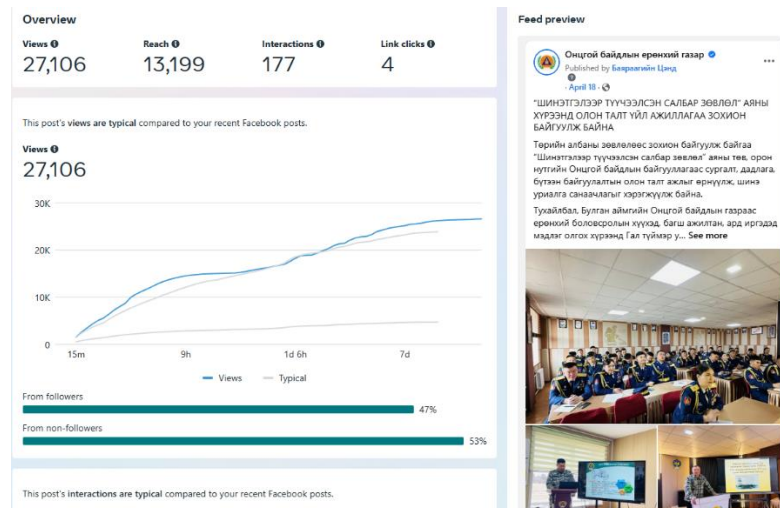 Overview
Views Reach Interactions Link clicks
27,106 13,199 177 4
This post's views are typical compared to your recent Facebook posts.
Views
27,106
30K
20K
10K
0
15m 9h 1d 6h 7d
Views Typical
From followers
47%
From non-followers
53%
This post's interactions are typical compared to your recent Facebook posts.
Feed preview
Онцгой байдлын ерөнхий газар
Published by Баяраагийн Цэнд
· April 18 ·
"ШИНЭТГЭЛЭЭР ТҮҮЧЭЭЛСЭН САЛБАР ЗӨВЛӨЛ" АЯНЫ
ХҮРЭЭНД ОЛОН ТАЛТ ҮЙЛ АЖИЛЛАГАА ЗОХИОН
БАЙГУУЛЖ БАЙНА
Төрийн албаны зөвлөлөөс зохион байгуулж байгаа
"Шинэтгэлээр түүчээлсэн салбар зөвлөл" аяны төв, орон
нутгийн Онцгой байдлын байгууллагаас сургалт, дадлага,
бүтээн байгуулалтын олон талт ажлыг өрнүүлж, шинэ
уриалга санаачлагыг хэрэгжүүлж байна.
Тухайлбал, Булган аймгийн Онцгой байдлын газраас
ерөнхий боловсролын хүүхэд, багш ажилтан, ард иргэдэд
мэдлэг олгох хүрээнд Гал түймэр у... See more